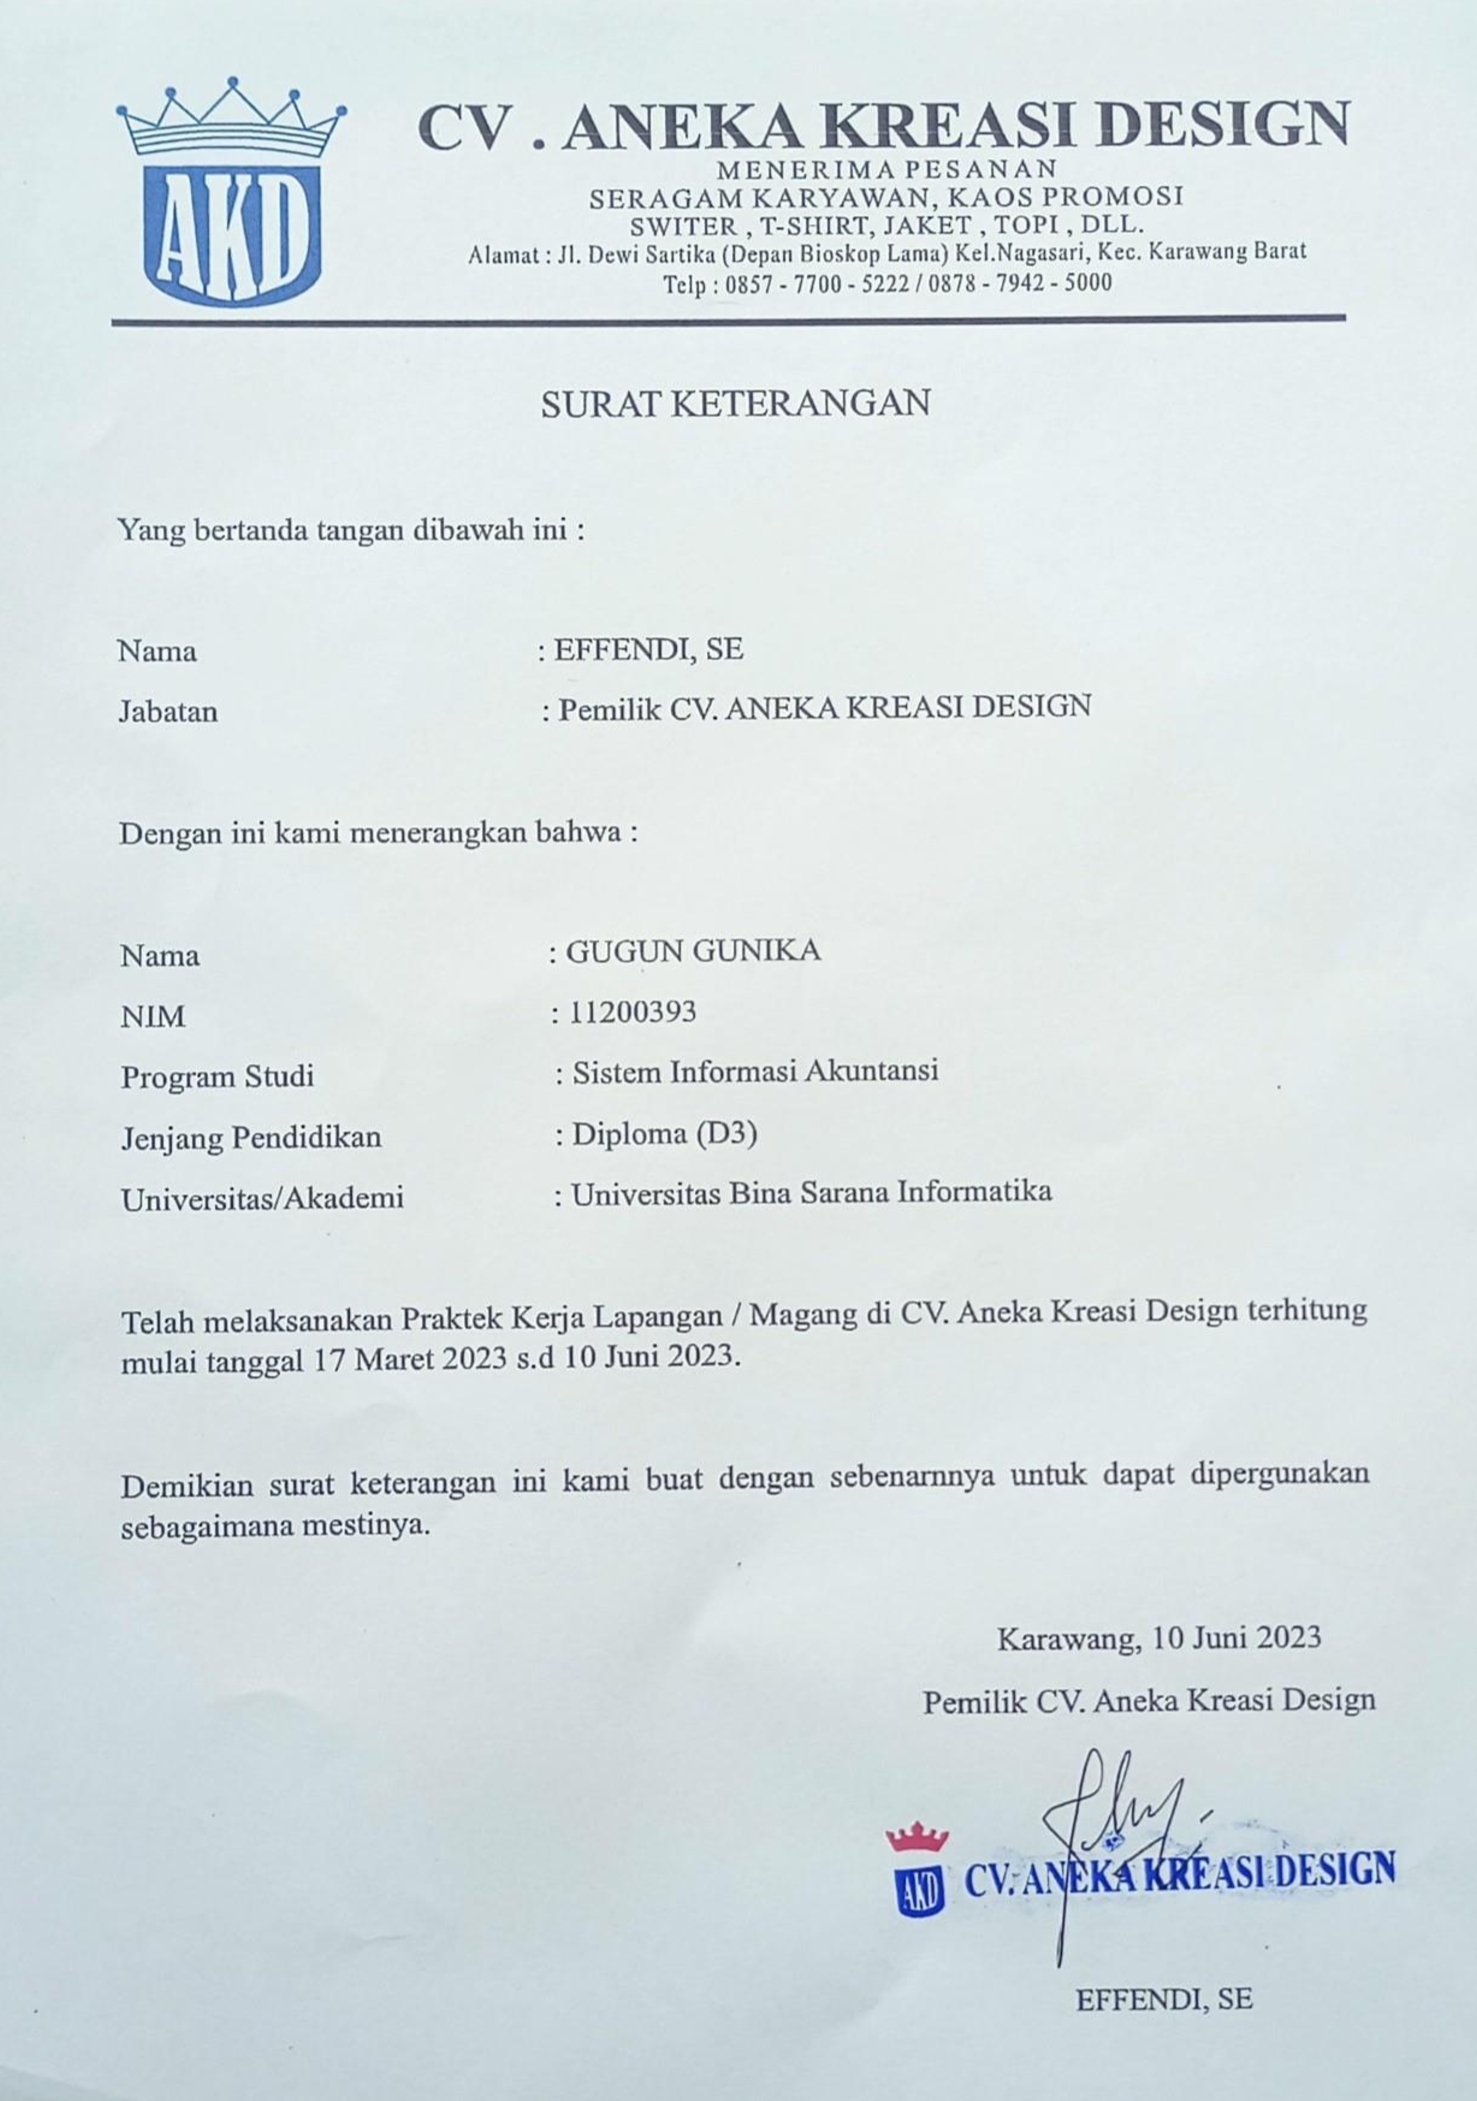 AKD
CV . ANEKA KREASI DESIGN
MENERIMA PESANAN
SERAGAM KARYAWAN, KAOS PROMOSI
SWITER , T-SHIRT, JAKET , TOPI , DLL.
Alamat : Jl. Dewi Sartika (Depan Bioskop Lama) Kel.Nagasari, Kec. Karawang Barat
Telp : 0857 - 7700 - 5222 / 0878 - 7942 - 5000
SURAT KETERANGAN
Yang bertanda tangan dibawah ini :
Nama : EFFENDI, SE
Jabatan : Pemilik CV. ANEKA KREASI DESIGN
Dengan ini kami menerangkan bahwa :
Nama : GUGUN GUNIKA
NIM : 11200393
Program Studi : Sistem Informasi Akuntansi
Jenjang Pendidikan : Diploma (D3)
Universitas/Akademi : Universitas Bina Sarana Informatika
Telah melaksanakan Praktek Kerja Lapangan / Magang di CV. Aneka Kreasi Design terhitung
mulai tanggal 17 Maret 2023 s.d 10 Juni 2023.
Demikian surat keterangan ini kami buat dengan sebenarnnya untuk dapat dipergunakan
sebagaimana mestinya.
Karawang, 10 Juni 2023
Pemilik CV. Aneka Kreasi Design
AKD CV. ANEKA KREASI DESIGN
EFFENDI, SE